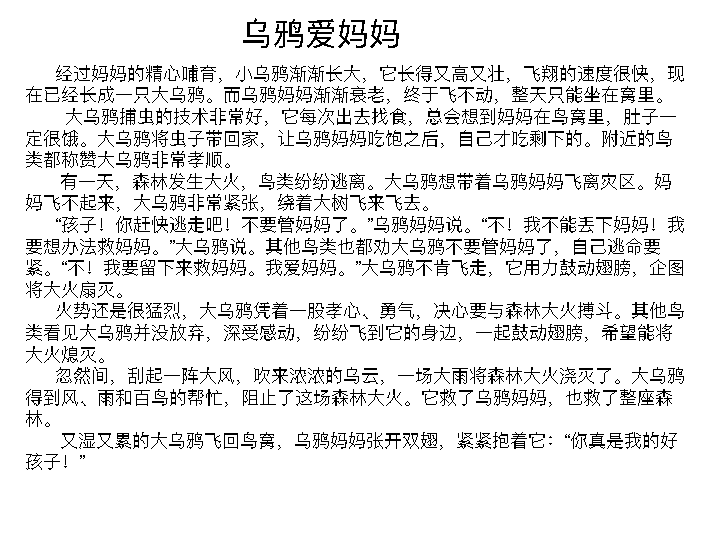 乌鸦爱妈妈
经过妈妈的精心哺育，小乌鸦渐渐长大，它长得又高又壮，飞翔的速度很快，现
在已经长成一只大乌鸦。而乌鸦妈妈渐渐衰老，终于飞不动，整天只能坐在窝里。
大乌鸦捕虫的技术非常好，它每次出去找食，总会想到妈妈在鸟窝里，肚子一
定很饿。大乌鸦将虫子带回家，让乌鸦妈妈吃饱之后，自己才吃剩下的。附近的鸟
类都称赞大乌鸦非常孝顺。
有一天，森林发生大火，鸟类纷纷逃离。大乌鸦想带着乌鸦妈妈飞离灾区。妈
妈飞不起来，大乌鸦非常紧张，绕着大树飞来飞去。
“孩子！你赶快逃走吧！不要管妈妈了。”乌鸦妈妈说。“不！我不能丢下妈妈！我
要想办法救妈妈。”大乌鸦说。其他鸟类也都劝大乌鸦不要管妈妈了，自己逃命要
紧。“不！我要留下来救妈妈。我爱妈妈。”大乌鸦不肯飞走，它用力鼓动翅膀，企图
将大火扇灭。
火势还是很猛烈，大乌鸦凭着一股孝心、勇气，决心要与森林大火搏斗。其他鸟
类看见大乌鸦并没放弃，深受感动，纷纷飞到它的身边，一起鼓动翅膀，希望能将
大火熄灭。
忽然间，刮起一阵大风，吹来浓浓的乌云，一场大雨将森林大火浇灭了。大乌鸦
得到风、雨和百鸟的帮忙，阻止了这场森林大火。它救了乌鸦妈妈，也救了整座森
林。
又湿又累的大乌鸦飞回鸟窝，乌鸦妈妈张开双翅，紧紧抱着它：“你真是我的好
孩子！”